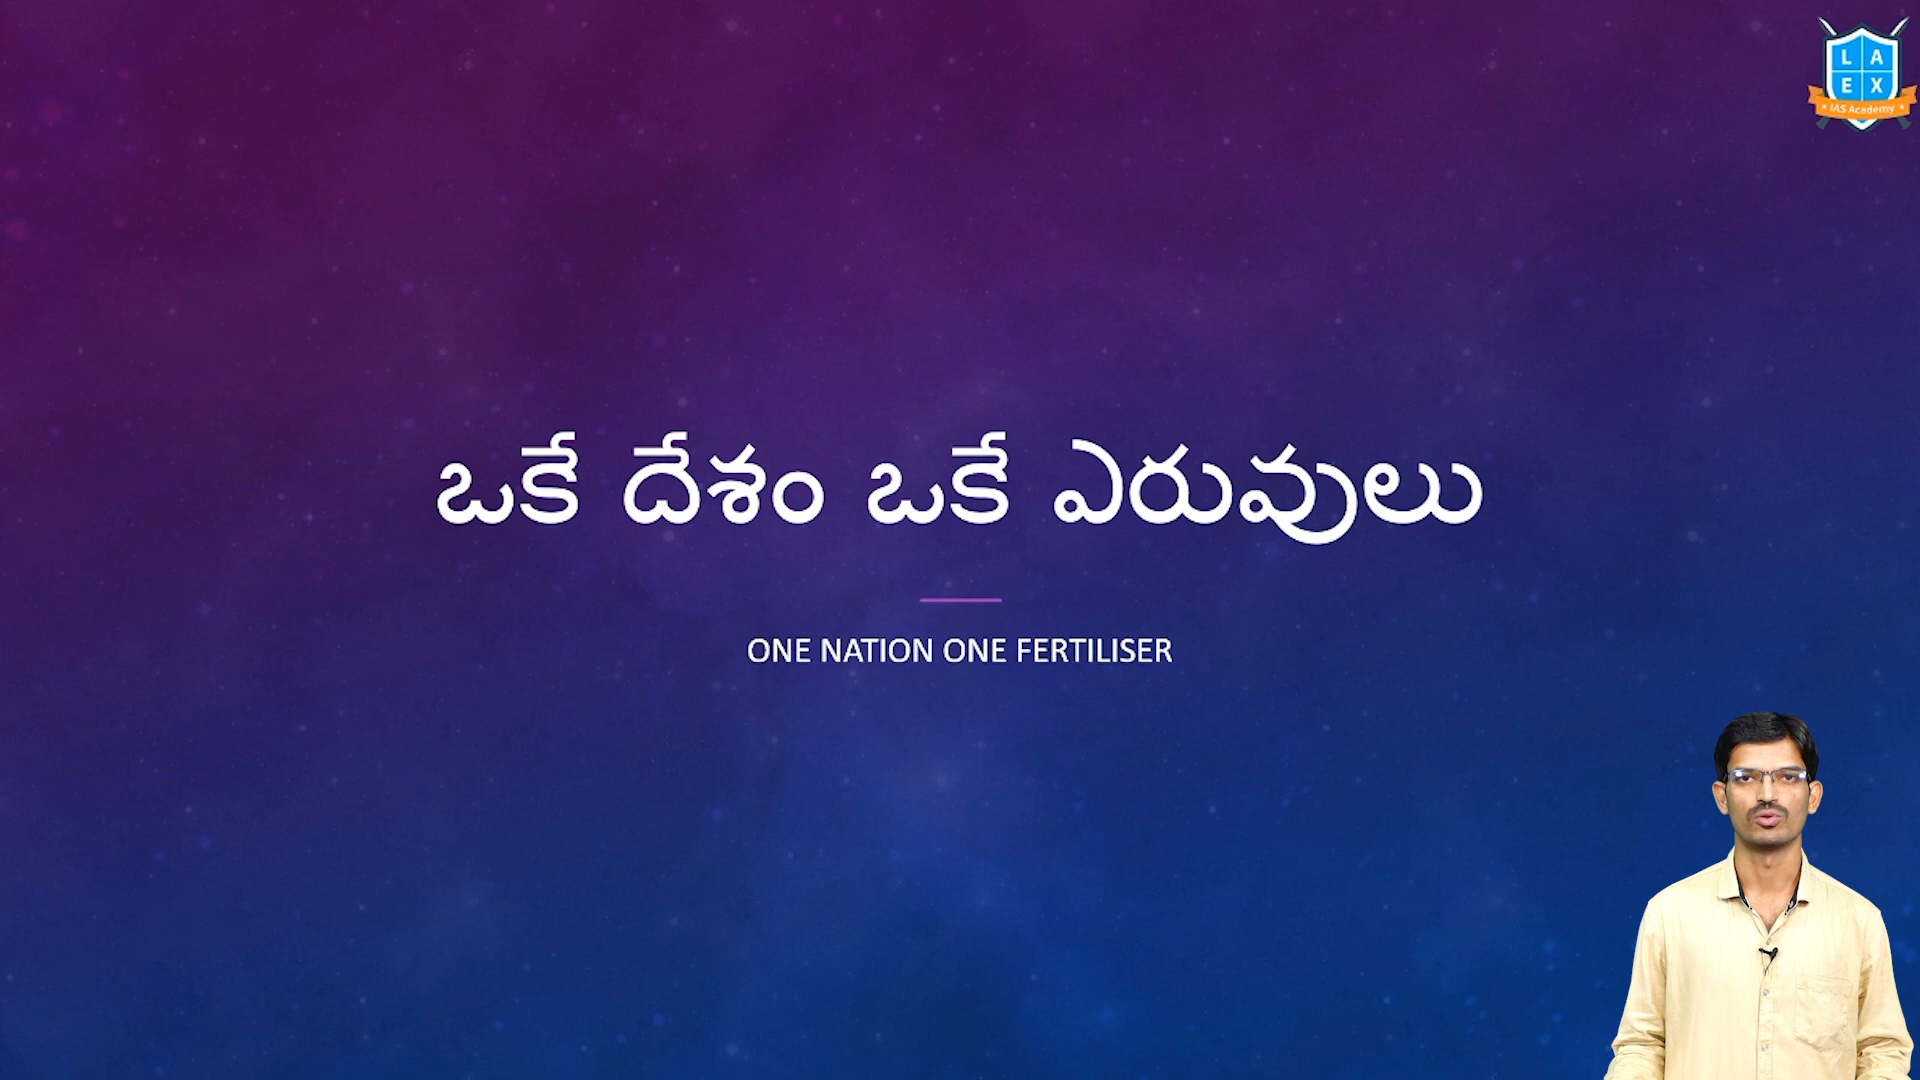 L A
E X
IAS Academy
ఒకే దేశం ఒకే ఎరువులు
ONE NATION ONE FERTILISER